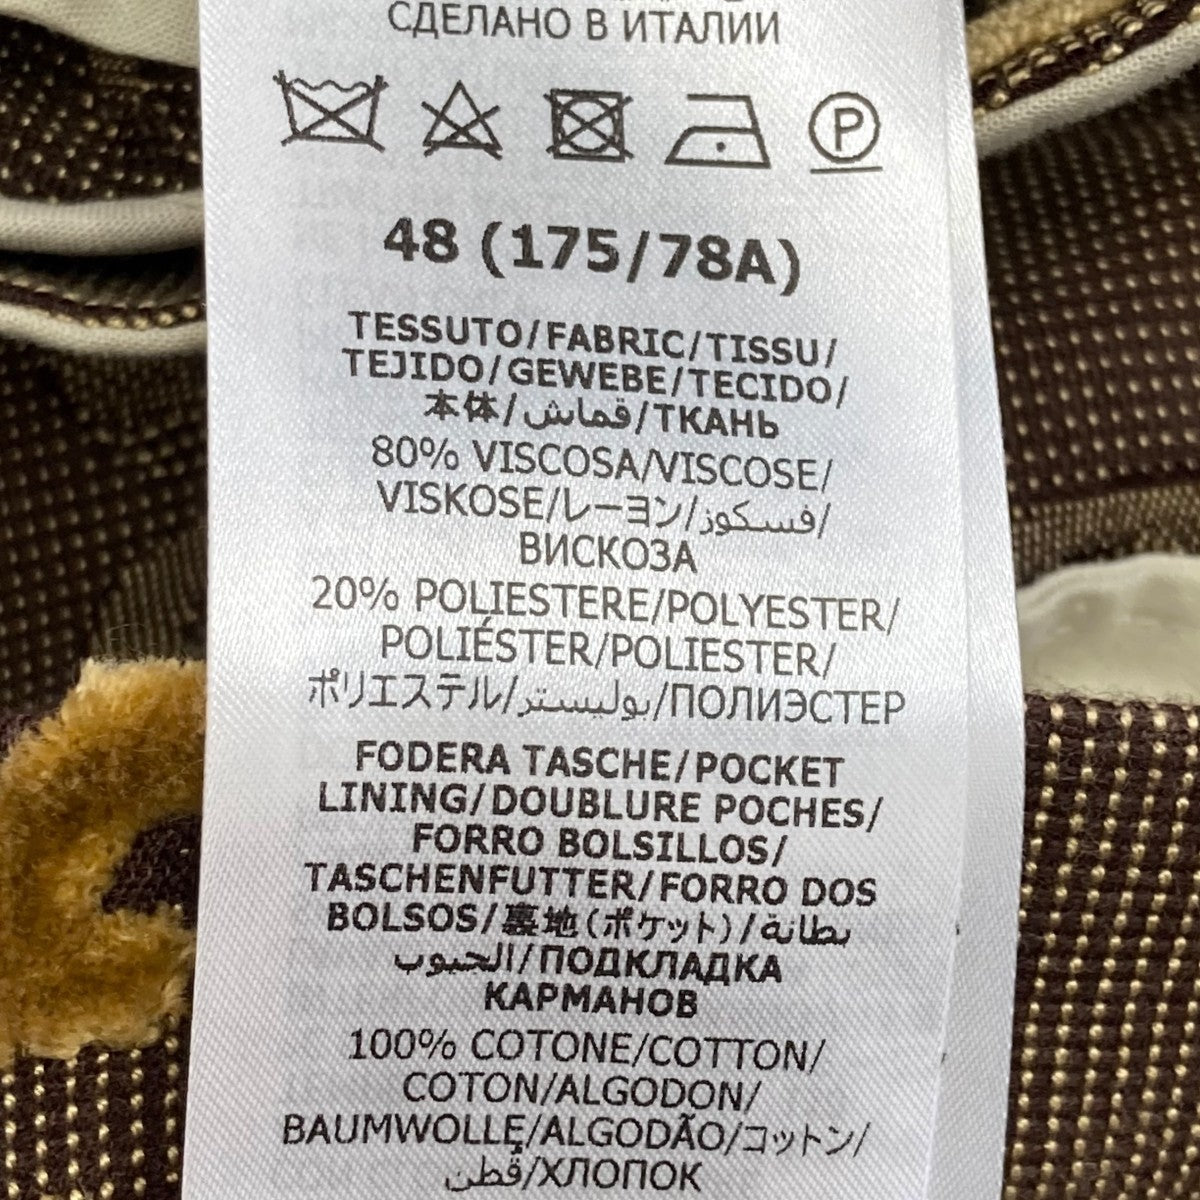 СДЕЛАНО В ИТАЛИИ
P
48 (175/78A)
TESSUTO/FABRIC/TISSU/
TEJIDO/GEWEBE/TECIDO/
本体/قماش/ТКАНЬ
80% VISCOSA/VISCOSE/
VISKOSE/レーヨン/فسكوز/
ВИСКОЗА
20% POLIESTERE/POLYESTER/
POLIÉSTER/POLIESTER/
ポリエステル/بوليستر/ПОЛИЭСТЕР
FODERA TASCHE/POCKET
LINING/DOUBLURE POCHES/
FORRO BOLSILLOS/
TASCHENFUTTER/FORRO DOS
BOLSOS/裏地(ポケット)/بطانة
الجيوب/ПОДКЛАДКА
КАРМАНОВ
100% COTONE/COTTON/
COTON/ALGODON/
BAUMWOLLE/ALGODÃO/コットン/
قطن/ХЛОПОК